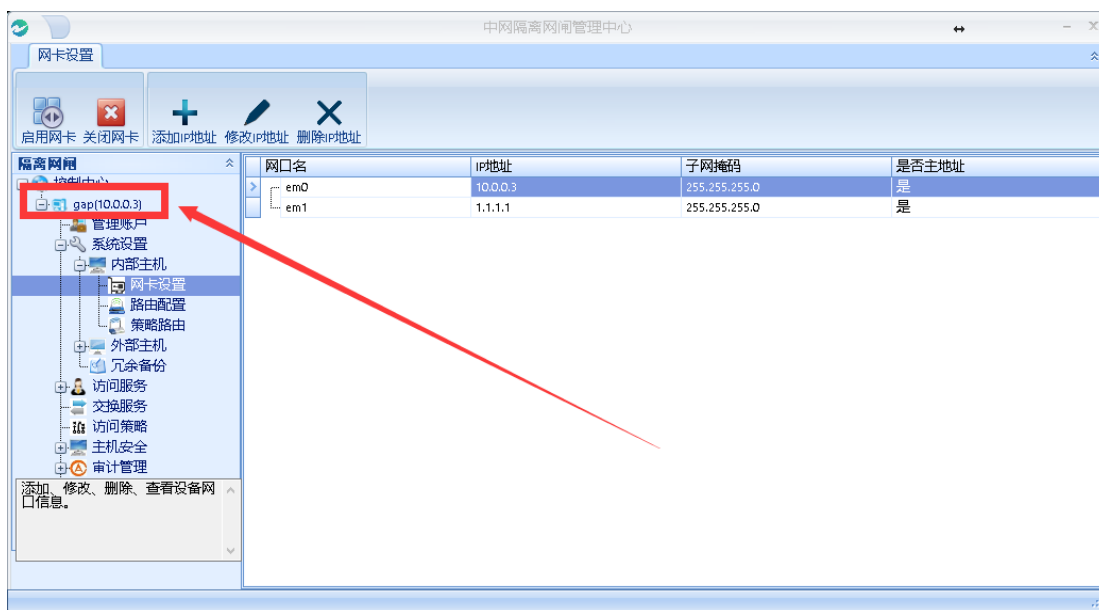 中网隔离网闸管理中心
网卡设置
启用网卡 关闭网卡 添加IP地址 修改IP地址 删除IP地址
隔离网闸
网口名 IP地址 子网掩码 是否主地址
控制中心
em0 10.0.0.3 255.255.255.0 是
gap(10.0.0.3)
em1 1.1.1.1 255.255.255.0 是
管理账户
系统设置
内部主机
网卡设置
路由配置
策略路由
外部主机
冗余备份
访问服务
交换服务
访问策略
主机安全
审计管理
添加、修改、删除、查看设备网
口信息。